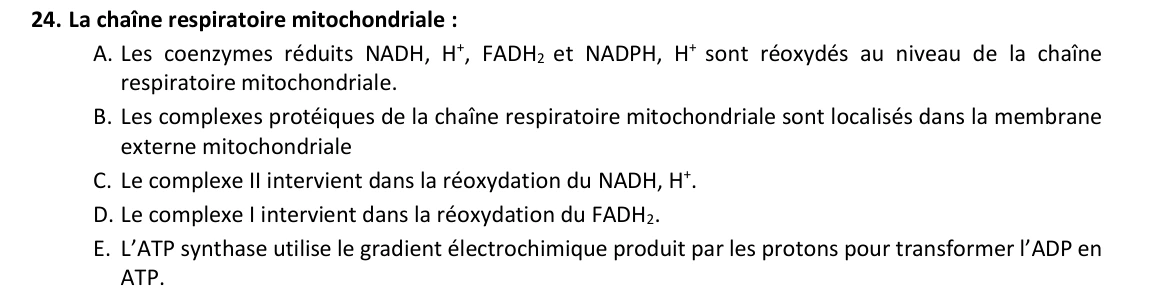 24. La chaîne respiratoire mitochondriale :
A. Les coenzymes réduits NADH, H⁺, FADH₂ et NADPH, H⁺ sont réoxydés au niveau de la chaîne
respiratoire mitochondriale.
B. Les complexes protéiques de la chaîne respiratoire mitochondriale sont localisés dans la membrane
externe mitochondriale
C. Le complexe II intervient dans la réoxydation du NADH, H⁺.
D. Le complexe I intervient dans la réoxydation du FADH₂.
E. L’ATP synthase utilise le gradient électrochimique produit par les protons pour transformer l’ADP en
ATP.